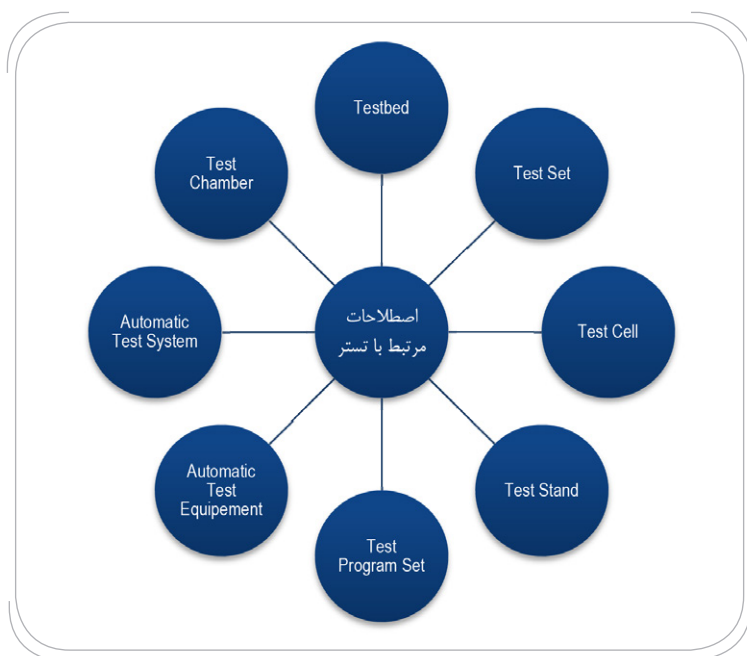 Testbed
Test Set
Test Cell
Test Stand
Test
Program Set
Automatic
Test
Equipement
Automatic
Test System
Test
Chamber
اصطلاحات
مرتبط با تستر